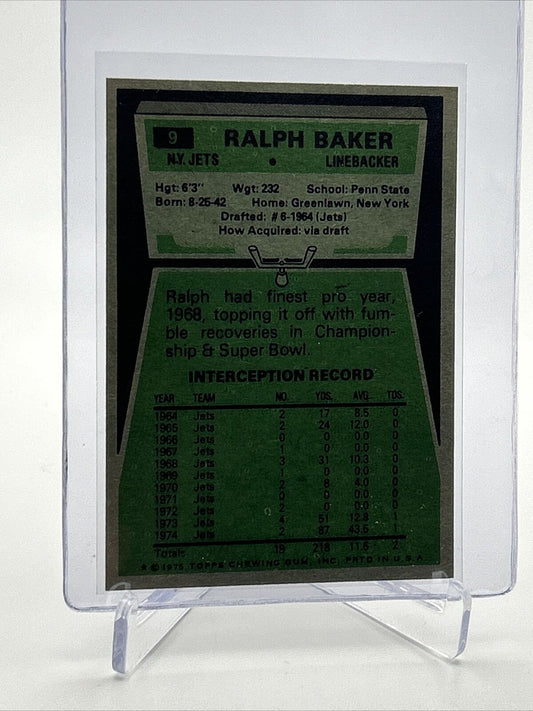 9 RALPH BAKER
N.Y. JETS • LINEBACKER
Hgt: 6'3" Wgt: 232 School: Penn State
Born: 8-25-42 Home: Greenlawn, New York
Drafted: #6-1964 (Jets)
How Acquired: via draft
Ralph had finest pro year,
1968, topping it off with fum-
ble recoveries in Champion-
ship & Super Bowl.
INTERCEPTION RECORD
YEAR TEAM NO. YDS. AVG. TDS.
1964 Jets 2 17 8.5 0
1965 Jets 2 24 12.0 0
1966 Jets 0 0 0.0 0
1967 Jets 1 0 0.0 0
1968 Jets 3 31 10.3 0
1969 Jets 1 0 0.0 0
1970 Jets 2 8 4.0 0
1971 Jets 0 0 0.0 0
1972 Jets 2 0 0.0 0
1973 Jets 4 51 12.8 1
1974 Jets 2 87 43.5 1
Totals 19 218 11.5 2
★ © 1975 TOPPS CHEWING GUM, INC. PRTD IN U.S.A.